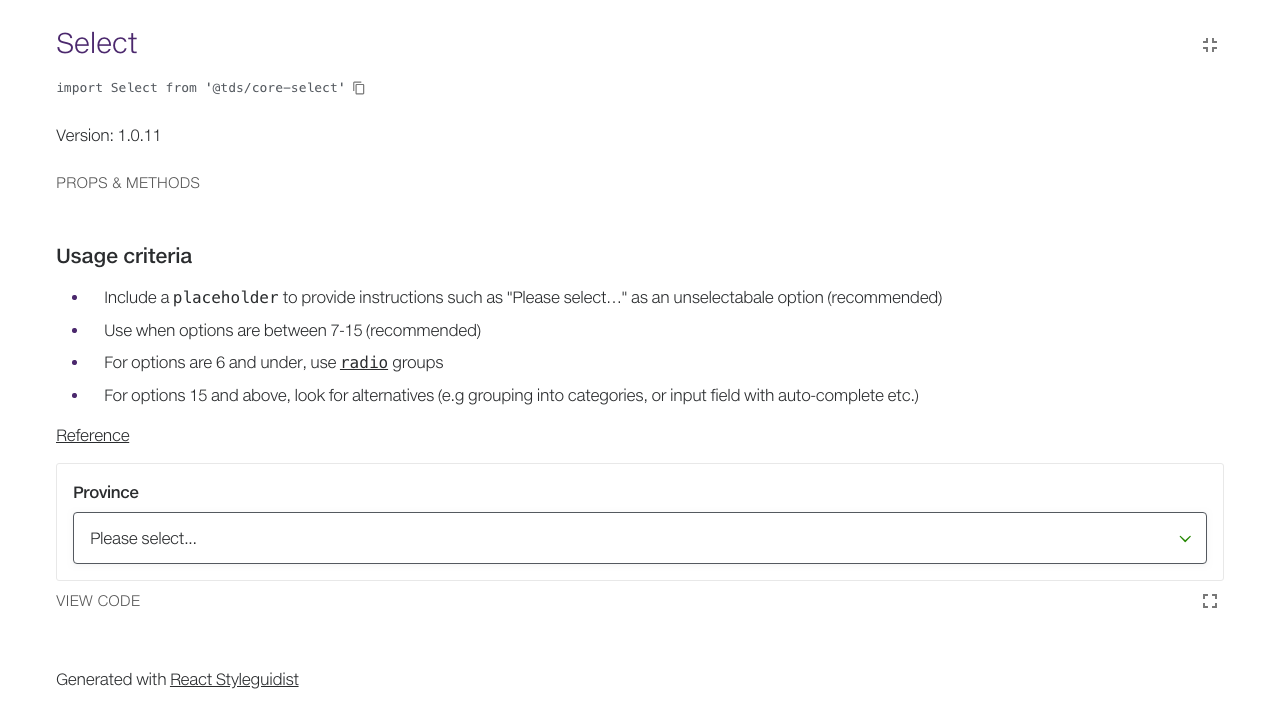 Select
import Select from '@tds/core-select'
Version: 1.0.11
PROPS & METHODS
Usage criteria
Include a placeholder to provide instructions such as "Please select…" as an unselectabale option (recommended)
Use when options are between 7-15 (recommended)
For options are 6 and under, use radio groups
For options 15 and above, look for alternatives (e.g grouping into categories, or input field with auto-complete etc.)
Reference
Province
Please select...
VIEW CODE
Generated with React Styleguidist